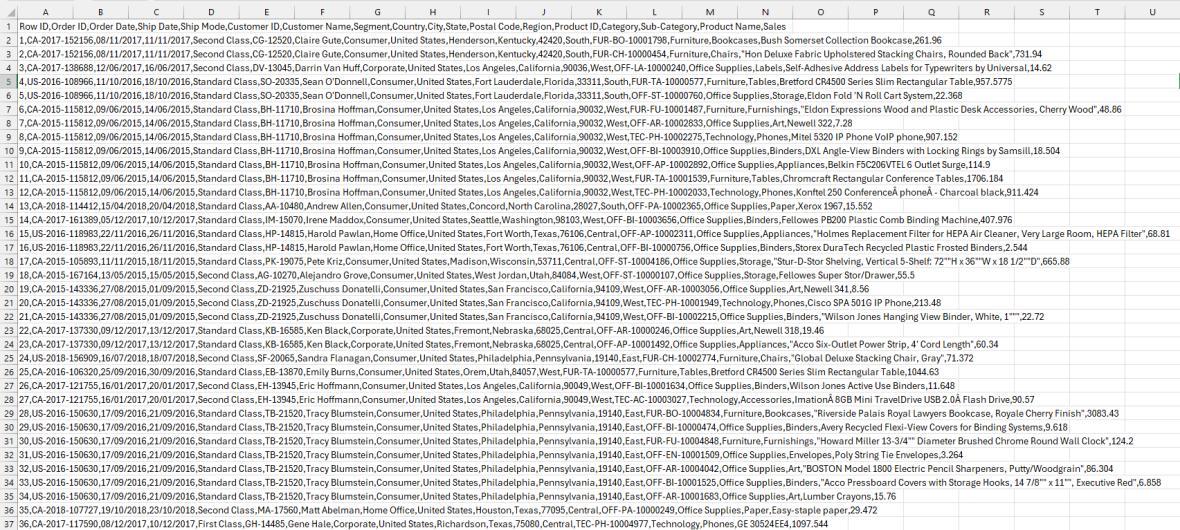 A B C D E F G H I J K L M N O P Q R S T U
1 Row ID,Order ID,Order Date,Ship Date,Ship Mode,Customer ID,Customer Name,Segment,Country,City,State,Postal Code,Region,Product ID,Category,Sub-Category,Product Name,Sales
2 1,CA-2017-152156,08/11/2017,11/11/2017,Second Class,CG-12520,Claire Gute,Consumer,United States,Henderson,Kentucky,42420,South,FUR-BO-10001798,Furniture,Bookcases,Bush Somerset Collection Bookcase,261.96
3 2,CA-2017-152156,08/11/2017,11/11/2017,Second Class,CG-12520,Claire Gute,Consumer,United States,Henderson,Kentucky,42420,South,FUR-CH-10000454,Furniture,Chairs,"Hon Deluxe Fabric Upholstered Stacking Chairs, Rounded Back",731.94
4 3,CA-2017-138688,12/06/2017,16/06/2017,Second Class,DV-13045,Darrin Van Huff,Corporate,United States,Los Angeles,California,90036,West,OFF-LA-10000240,Office Supplies,Labels,Self-Adhesive Address Labels for Typewriters by Universal,14.62
5 4,US-2016-108966,11/10/2016,18/10/2016,Standard Class,SO-20335,Sean O'Donnell,Consumer,United States,Fort Lauderdale,Florida,33311,South,FUR-TA-10000577,Furniture,Tables,Bretford CR4500 Series Slim Rectangular Table,957.5775
6 5,US-2016-108966,11/10/2016,18/10/2016,Standard Class,SO-20335,Sean O'Donnell,Consumer,United States,Fort Lauderdale,Florida,33311,South,OFF-ST-10000760,Office Supplies,Storage,Eldon Fold 'N Roll Cart System,22.368
7 6,CA-2015-115812,09/06/2015,14/06/2015,Standard Class,BH-11710,Brosina Hoffman,Consumer,United States,Los Angeles,California,90032,West,FUR-FU-10001487,Furniture,Furnishings,"Eldon Expressions Wood and Plastic Desk Accessories, Cherry Wood",48.86
8 7,CA-2015-115812,09/06/2015,14/06/2015,Standard Class,BH-11710,Brosina Hoffman,Consumer,United States,Los Angeles,California,90032,West,OFF-AR-10002833,Office Supplies,Art,Newell 322,7.28
9 8,CA-2015-115812,09/06/2015,14/06/2015,Standard Class,BH-11710,Brosina Hoffman,Consumer,United States,Los Angeles,California,90032,West,TEC-PH-10002275,Technology,Phones,Mitel 5320 IP Phone VoIP phone,907.152
10 9,CA-2015-115812,09/06/2015,14/06/2015,Standard Class,BH-11710,Brosina Hoffman,Consumer,United States,Los Angeles,California,90032,West,OFF-BI-10003910,Office Supplies,Binders,DXL Angle-View Binders with Locking Rings by Samsill,18.504
11 10,CA-2015-115812,09/06/2015,14/06/2015,Standard Class,BH-11710,Brosina Hoffman,Consumer,United States,Los Angeles,California,90032,West,OFF-AP-10002892,Office Supplies,Appliances,Belkin F5C206VTEL 6 Outlet Surge,114.9
12 11,CA-2015-115812,09/06/2015,14/06/2015,Standard Class,BH-11710,Brosina Hoffman,Consumer,United States,Los Angeles,California,90032,West,FUR-TA-10001539,Furniture,Tables,Chromcraft Rectangular Conference Tables,1706.184
13 12,CA-2015-115812,09/06/2015,14/06/2015,Standard Class,BH-11710,Brosina Hoffman,Consumer,United States,Los Angeles,California,90032,West,TEC-PH-10002033,Technology,Phones,Konftel 250 ConferenceÂ phoneÂ - Charcoal black,911.424
14 13,CA-2018-114412,15/04/2018,20/04/2018,Standard Class,AA-10480,Andrew Allen,Consumer,United States,Concord,North Carolina,28027,South,OFF-PA-10002365,Office Supplies,Paper,Xerox 1967,15.552
15 14,CA-2017-161389,05/12/2017,10/12/2017,Standard Class,IM-15070,Irene Maddox,Consumer,United States,Seattle,Washington,98103,West,OFF-BI-10003656,Office Supplies,Binders,Fellowes PB200 Plastic Comb Binding Machine,407.976
16 15,US-2016-118983,22/11/2016,26/11/2016,Standard Class,HP-14815,Harold Pawlan,Home Office,United States,Fort Worth,Texas,76106,Central,OFF-AP-10002311,Office Supplies,Appliances,"Holmes Replacement Filter for HEPA Air Cleaner, Very Large Room, HEPA Filter",68.81
17 16,US-2016-118983,22/11/2016,26/11/2016,Standard Class,HP-14815,Harold Pawlan,Home Office,United States,Fort Worth,Texas,76106,Central,OFF-BI-10000756,Office Supplies,Binders,Storex DuraTech Recycled Plastic Frosted Binders,2.544
18 17,CA-2015-105893,11/11/2015,18/11/2015,Standard Class,PK-19075,Pete Kriz,Consumer,United States,Madison,Wisconsin,53711,Central,OFF-ST-10004186,Office Supplies,Storage,"Stur-D-Stor Shelving, Vertical 5-Shelf: 72""H x 36""W x 18 1/2""D",665.88
19 18,CA-2015-167164,13/05/2015,15/05/2015,Second Class,AG-10270,Alejandro Grove,Consumer,United States,West Jordan,Utah,84084,West,OFF-ST-10000107,Office Supplies,Storage,Fellowes Super Stor/Drawer,55.5
20 19,CA-2015-143336,27/08/2015,01/09/2015,Second Class,ZD-21925,Zuschuss Donatelli,Consumer,United States,San Francisco,California,94109,West,OFF-AR-10003056,Office Supplies,Art,Newell 341,8.56
21 20,CA-2015-143336,27/08/2015,01/09/2015,Second Class,ZD-21925,Zuschuss Donatelli,Consumer,United States,San Francisco,California,94109,West,TEC-PH-10001949,Technology,Phones,Cisco SPA 501G IP Phone,213.48
22 21,CA-2015-143336,27/08/2015,01/09/2015,Second Class,ZD-21925,Zuschuss Donatelli,Consumer,United States,San Francisco,California,94109,West,OFF-BI-10002215,Office Supplies,Binders,"Wilson Jones Hanging View Binder, White, 1""",22.72
23 22,CA-2017-137330,09/12/2017,13/12/2017,Standard Class,KB-16585,Ken Black,Corporate,United States,Fremont,Nebraska,68025,Central,OFF-AR-10000246,Office Supplies,Art,Newell 318,19.46
24 23,CA-2017-137330,09/12/2017,13/12/2017,Standard Class,KB-16585,Ken Black,Corporate,United States,Fremont,Nebraska,68025,Central,OFF-AP-10001492,Office Supplies,Appliances,"Acco Six-Outlet Power Strip, 4' Cord Length",60.34
25 24,US-2018-156909,16/07/2018,18/07/2018,Second Class,SF-20065,Sandra Flanagan,Consumer,United States,Philadelphia,Pennsylvania,19140,East,FUR-CH-10002774,Furniture,Chairs,"Global Deluxe Stacking Chair, Gray",71.372
26 25,CA-2016-106320,25/09/2016,30/09/2016,Standard Class,EB-13870,Emily Burns,Consumer,United States,Orem,Utah,84057,West,FUR-TA-10000577,Furniture,Tables,Bretford CR4500 Series Slim Rectangular Table,1044.63
27 26,CA-2017-121755,16/01/2017,20/01/2017,Second Class,EH-13945,Eric Hoffmann,Consumer,United States,Los Angeles,California,90049,West,OFF-BI-10001634,Office Supplies,Binders,Wilson Jones Active Use Binders,11.648
28 27,CA-2017-121755,16/01/2017,20/01/2017,Second Class,EH-13945,Eric Hoffmann,Consumer,United States,Los Angeles,California,90049,West,TEC-AC-10003027,Technology,Accessories,ImationÂ 8GB Mini TravelDrive USB 2.0Â Flash Drive,90.57
29 28,US-2016-150630,17/09/2016,21/09/2016,Standard Class,TB-21520,Tracy Blumstein,Consumer,United States,Philadelphia,Pennsylvania,19140,East,FUR-BO-10004834,Furniture,Bookcases,"Riverside Palais Royal Lawyers Bookcase, Royale Cherry Finish",3083.43
30 29,US-2016-150630,17/09/2016,21/09/2016,Standard Class,TB-21520,Tracy Blumstein,Consumer,United States,Philadelphia,Pennsylvania,19140,East,OFF-BI-10000474,Office Supplies,Binders,Avery Recycled Flexi-View Covers for Binding Systems,9.618
31 30,US-2016-150630,17/09/2016,21/09/2016,Standard Class,TB-21520,Tracy Blumstein,Consumer,United States,Philadelphia,Pennsylvania,19140,East,FUR-FU-10004848,Furniture,Furnishings,"Howard Miller 13-3/4"" Diameter Brushed Chrome Round Wall Clock",124.2
32 31,US-2016-150630,17/09/2016,21/09/2016,Standard Class,TB-21520,Tracy Blumstein,Consumer,United States,Philadelphia,Pennsylvania,19140,East,OFF-EN-10001509,Office Supplies,Envelopes,Poly String Tie Envelopes,3.264
33 32,US-2016-150630,17/09/2016,21/09/2016,Standard Class,TB-21520,Tracy Blumstein,Consumer,United States,Philadelphia,Pennsylvania,19140,East,OFF-AR-10004042,Office Supplies,Art,"BOSTON Model 1800 Electric Pencil Sharpeners, Putty/Woodgrain",86.304
34 33,US-2016-150630,17/09/2016,21/09/2016,Standard Class,TB-21520,Tracy Blumstein,Consumer,United States,Philadelphia,Pennsylvania,19140,East,OFF-BI-10001525,Office Supplies,Binders,"Acco Pressboard Covers with Storage Hooks, 14 7/8"" x 11"", Executive Red",6.858
35 34,US-2016-150630,17/09/2016,21/09/2016,Standard Class,TB-21520,Tracy Blumstein,Consumer,United States,Philadelphia,Pennsylvania,19140,East,OFF-AR-10001683,Office Supplies,Art,Lumber Crayons,15.76
36 35,CA-2018-107727,19/10/2018,23/10/2018,Second Class,MA-17560,Matt Abelman,Home Office,United States,Houston,Texas,77095,Central,OFF-PA-10000249,Office Supplies,Paper,Easy-staple paper,29.472
37 36,CA-2017-117590,08/12/2017,10/12/2017,First Class,GH-14485,Gene Hale,Corporate,United States,Richardson,Texas,75080,Central,TEC-PH-10004977,Technology,Phones,GE 30524EE4,1097.544